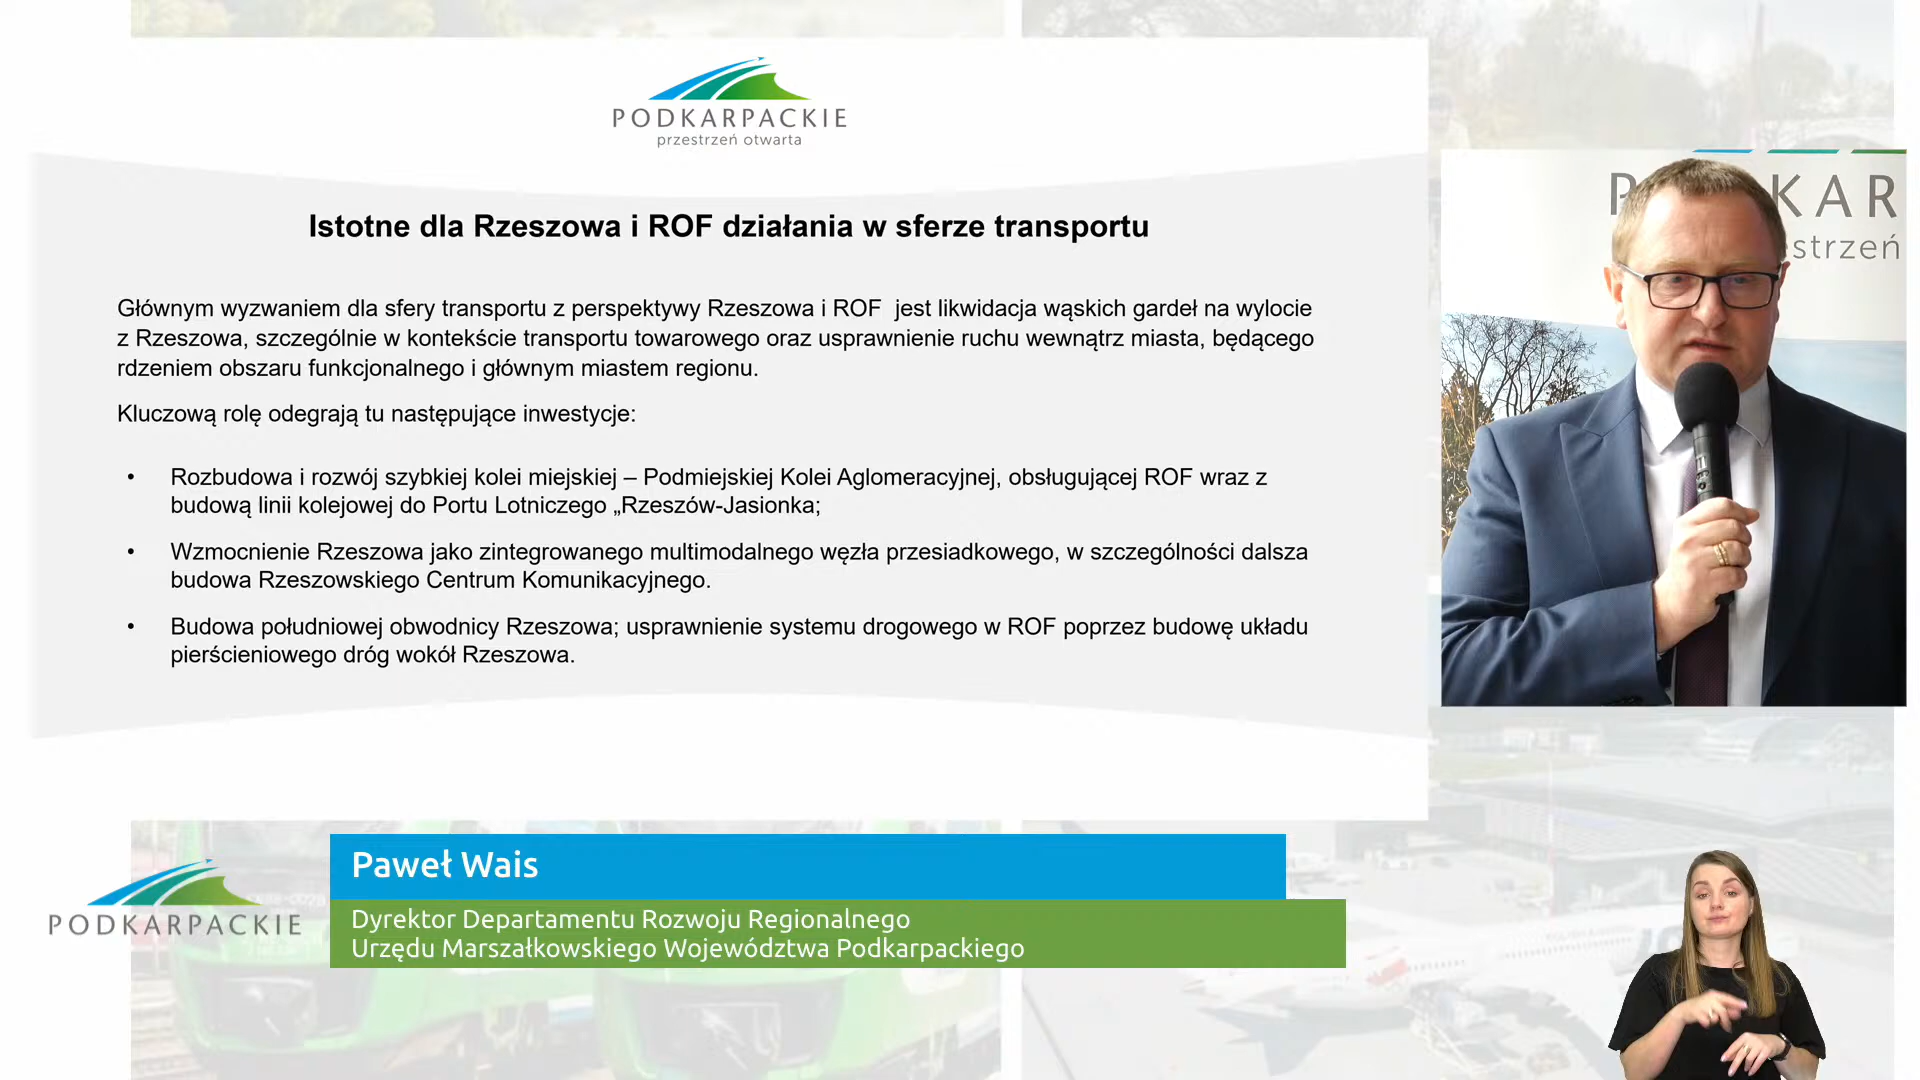 PODKARPACKIE
przestrzeń otwarta
Istotne dla Rzeszowa i ROF działania w sferze transportu
Głównym wyzwaniem dla sfery transportu z perspektywy Rzeszowa i ROF jest likwidacja wąskich gardeł na wylocie
z Rzeszowa, szczególnie w kontekście transportu towarowego oraz usprawnienie ruchu wewnątrz miasta, będącego
rdzeniem obszaru funkcjonalnego i głównym miastem regionu.
Kluczową rolę odegrają tu następujące inwestycje:
• Rozbudowa i rozwój szybkiej kolei miejskiej – Podmiejskiej Kolei Aglomeracyjnej, obsługującej ROF wraz z
budową linii kolejowej do Portu Lotniczego „Rzeszów-Jasionka;
• Wzmocnienie Rzeszowa jako zintegrowanego multimodalnego węzła przesiadkowego, w szczególności dalsza
budowa Rzeszowskiego Centrum Komunikacyjnego.
• Budowa południowej obwodnicy Rzeszowa; usprawnienie systemu drogowego w ROF poprzez budowę układu
pierścieniowego dróg wokół Rzeszowa.
P KAR
estrzeń
PODKARPACKIE
Paweł Wais
Dyrektor Departamentu Rozwoju Regionalnego
Urzędu Marszałkowskiego Województwa Podkarpackiego